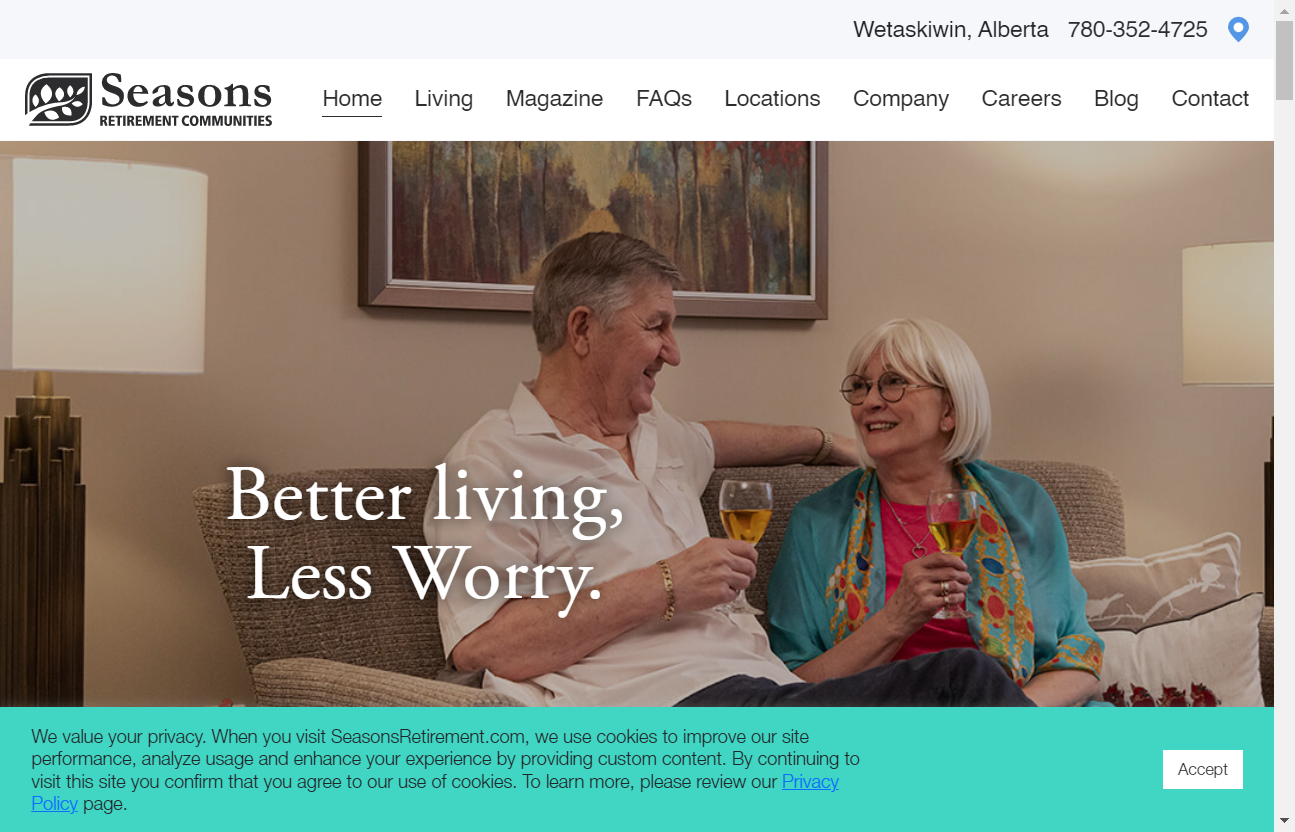 Wetaskiwin, Alberta 780-352-4725
Seasons
RETIREMENT COMMUNITIES
Home Living Magazine FAQs Locations Company Careers Blog Contact
Better living,
Less Worry.
We value your privacy. When you visit SeasonsRetirement.com, we use cookies to improve our site
performance, analyze usage and enhance your experience by providing custom content. By continuing to
visit this site you confirm that you agree to our use of cookies. To learn more, please review our Privacy
Policy page.
Accept